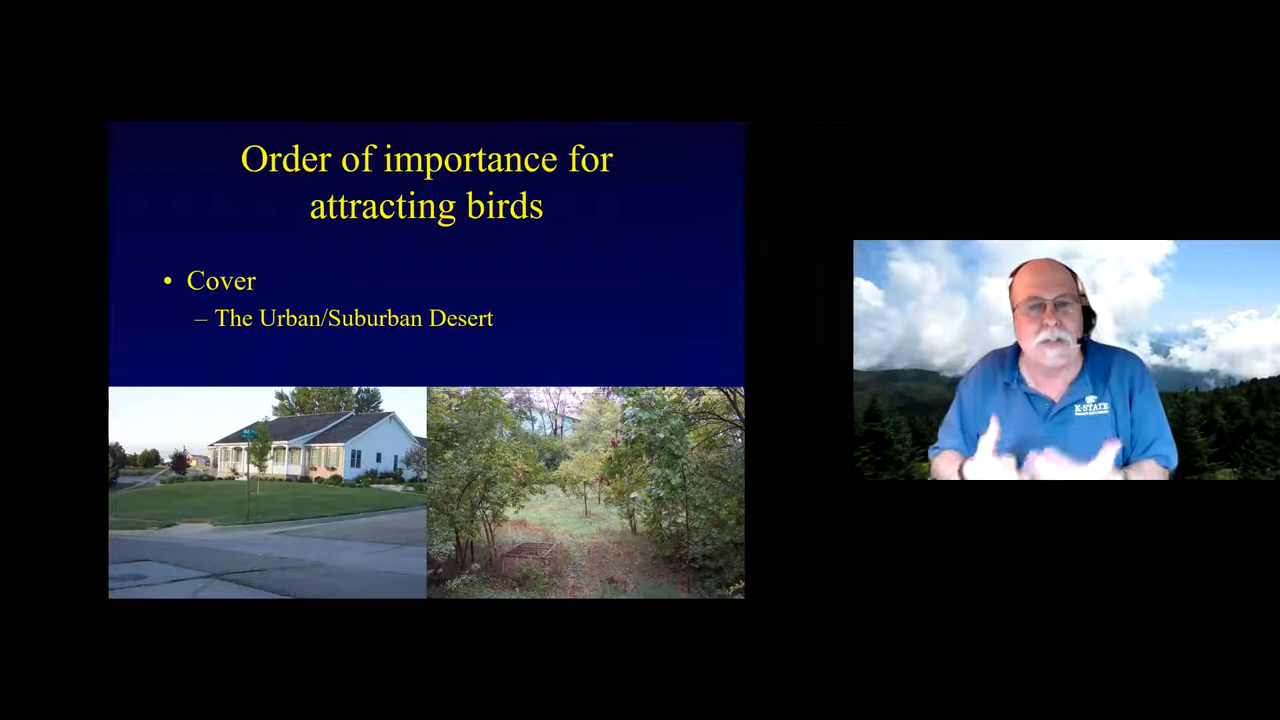 Order of importance for
attracting birds
• Cover
– The Urban/Suburban Desert
K-STATE